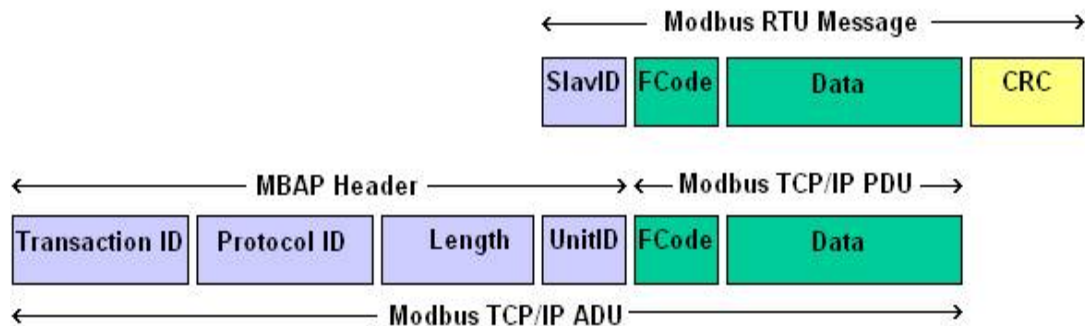 Modbus RTU Message
SlavID FCode Data CRC
MBAP Header Modbus TCP/IP PDU
Transaction ID Protocol ID Length UnitID FCode Data
Modbus TCP/IP ADU